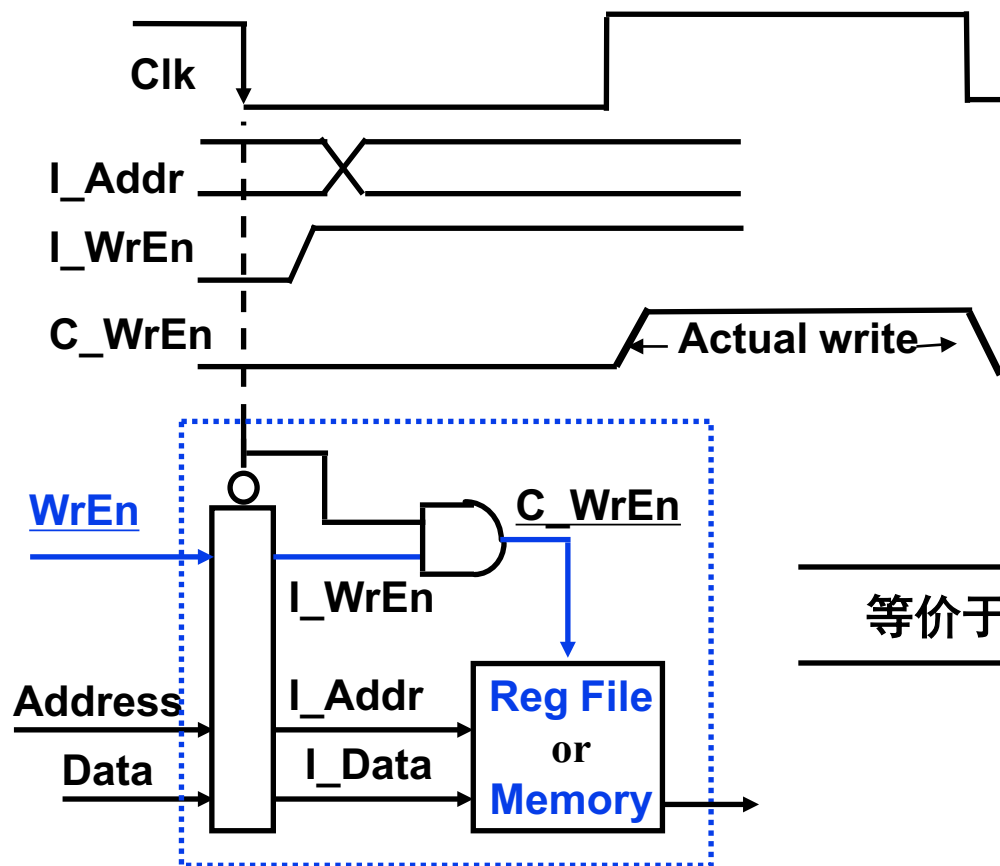 Clk
I_Addr
I_WrEn
C_WrEn
Actual write
WrEn
C_WrEn
I_WrEn
等价于
Address
I_Addr
Reg File
or
Data
I_Data
Memory